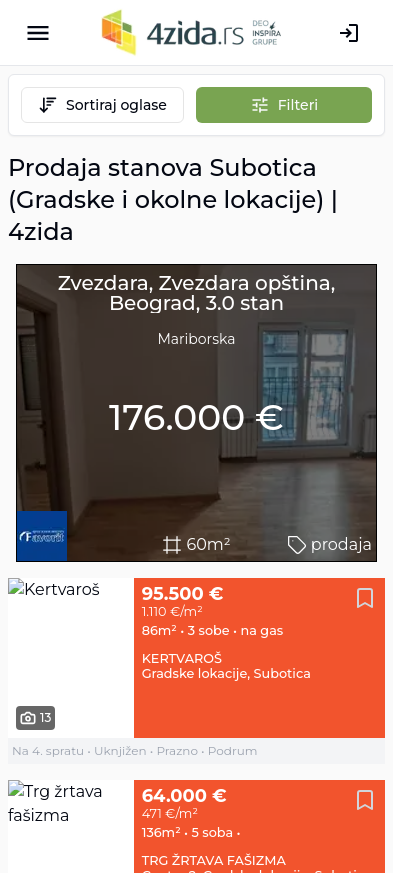 4zida.rs
DEO
INSPIRA
GRUPE
Sortiraj oglase
Filteri
Prodaja stanova Subotica
(Gradske i okolne lokacije) |
4zida
Zvezdara, Zvezdara opština,
Beograd, 3.0 stan
Mariborska
176.000 €
Favorit
60m²
prodaja
Kertvaroš
95.500 €
1.110 €/m²
86m² • 3 sobe • na gas
KERTVAROŠ
Gradske lokacije, Subotica
13
Na 4. spratu • Uknjižen • Prazno • Podrum
Trg žrtava
fašizma
64.000 €
471 €/m²
136m² • 5 soba •
TRG ŽRTAVA FAŠIZMA